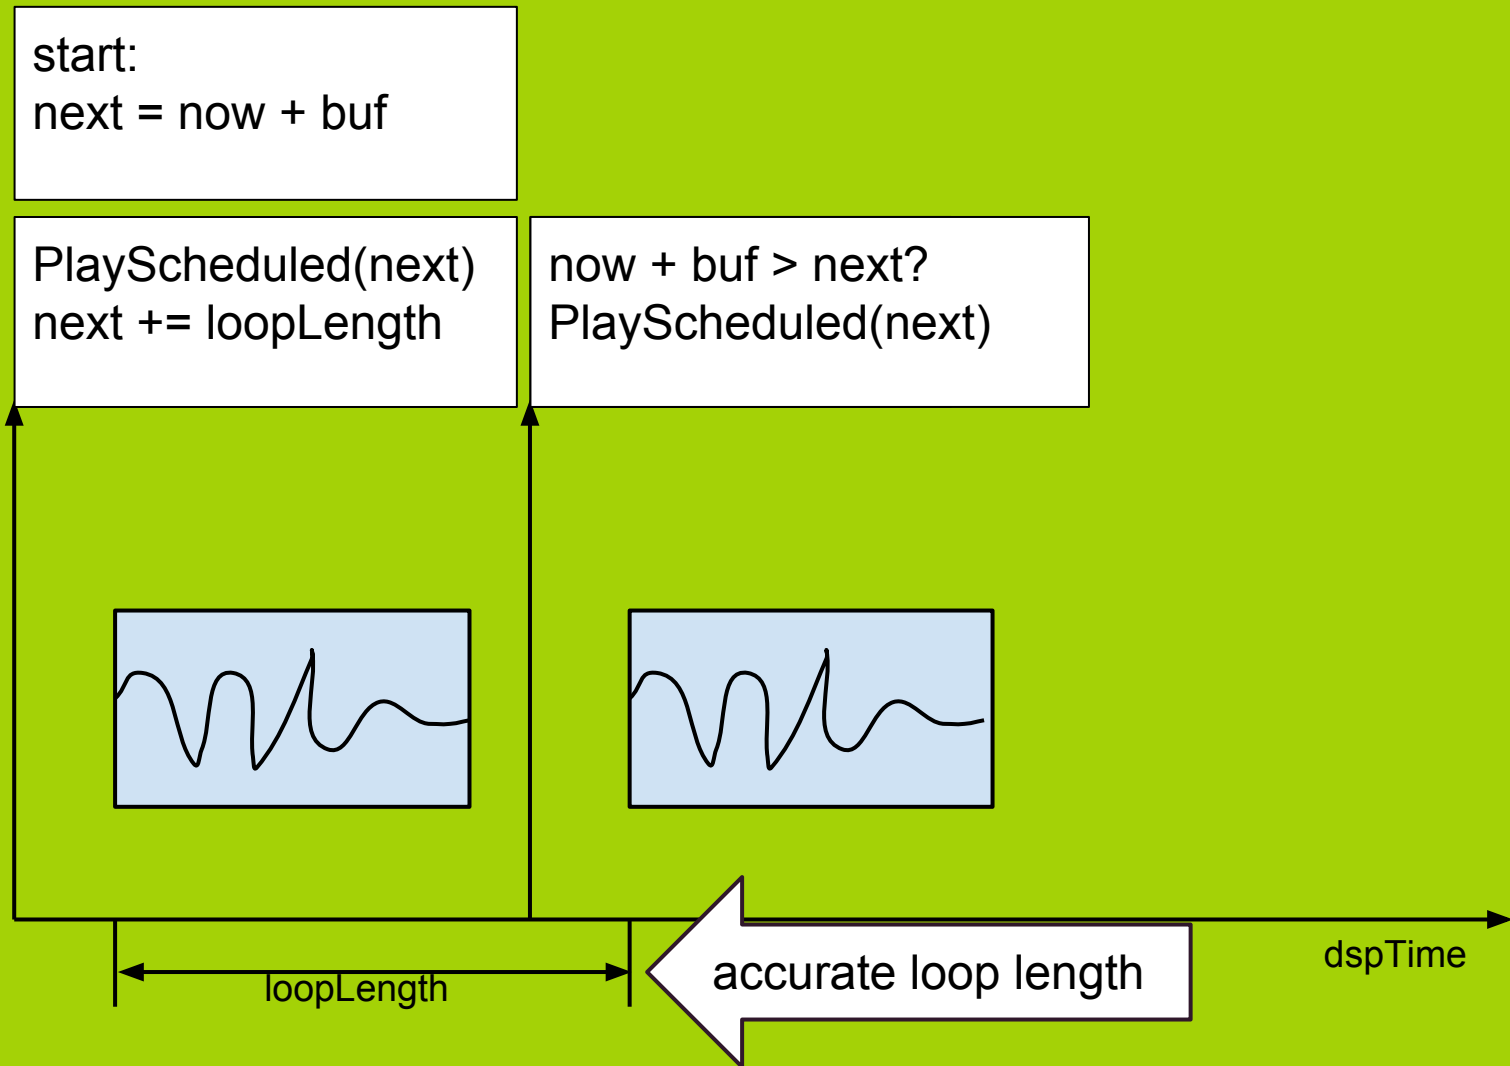 start:
next = now + buf
PlayScheduled(next)
next += loopLength
now + buf > next?
PlayScheduled(next)
dspTime
accurate loop length
loopLength